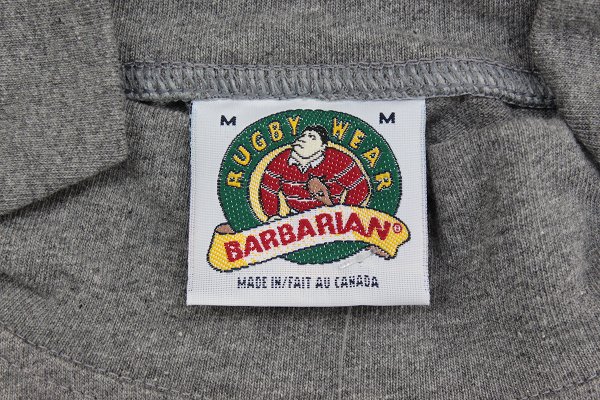 M M
RUGBY WEAR
BARBARIAN®
MADE IN/FAIT AU CANADA